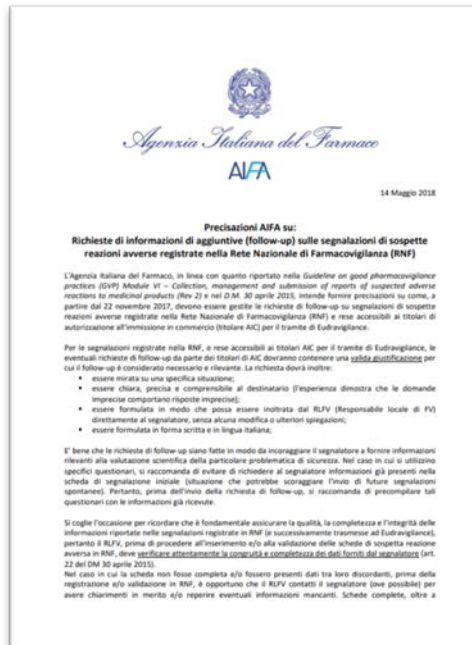 Agenzia Italiana del Farmaco
AIFA
14 Maggio 2018
Precisazioni AIFA su:
Richieste di informazioni di aggiuntive (follow-up) sulle segnalazioni di sospette
reazioni avverse registrate nella Rete Nazionale di Farmacovigilanza (RNF)
L'Agenzia Italiana del Farmaco, in linea con quanto riportato nella Guideline on good pharmacovigilance
practices (GVP) Module VI – Collection, management and submission of reports of suspected adverse
reactions to medicinal products (Rev 2) e nel D.M. 30 aprile 2015, intende fornire precisazioni su come, a
partire dal 22 novembre 2017, devono essere gestite le richieste di follow-up su segnalazioni di sospette
reazioni avverse registrate nella Rete Nazionale di Farmacovigilanza (RNF) e rese accessibili ai titolari di
autorizzazione all'immissione in commercio (titolare AIC) per il tramite di Eudravigilance.
Per le segnalazioni registrate nella RNF, e rese accessibili ai titolari AIC per il tramite di Eudravigilance, le
eventuali richieste di follow-up da parte dei titolari di AIC dovranno contenere una valida giustificazione per
cui il follow-up è considerato necessario e rilevante. La richiesta dovrà inoltre:
▪ essere mirata su una specifica situazione;
▪ essere chiara, precisa e comprensibile al destinatario (l'esperienza dimostra che le domande
imprecise comportano risposte imprecise);
▪ essere formulata in modo che possa essere inoltrata dal RLFV (Responsabile locale di FV)
direttamente al segnalatore, senza alcuna modifica o ulteriori spiegazioni;
▪ essere formulata in forma scritta e in lingua italiana;
E' bene che le richieste di follow-up siano fatte in modo da incoraggiare il segnalatore a fornire informazioni
rilevanti alla valutazione scientifica della particolare problematica di sicurezza. Nel caso in cui si utilizzino
specifici questionari, si raccomanda di evitare di richiedere al segnalatore informazioni già presenti nella
scheda di segnalazione iniziale (situazione che potrebbe scoraggiare l'invio di future segnalazioni
spontanee). Pertanto, prima dell'invio della richiesta di follow-up, si raccomanda di precompilare tali
questionari con le informazioni già ricevute.
Si coglie l'occasione per ricordare che è fondamentale assicurare la qualità, la completezza e l'integrità delle
informazioni riportate nelle segnalazioni registrate in RNF (e successivamente trasmesse ad Eudravigilance),
pertanto il RLFV, prima di procedere all'inserimento e/o alla validazione delle schede di sospetta reazione
avversa in RNF, deve verificare attentamente la congruità e completezza dei dati forniti dal segnalatore (art.
22 del DM 30 aprile 2015).
Nel caso in cui la scheda non fosse completa e/o fossero presenti dati tra loro discordanti, prima della
registrazione e/o validazione in RNF, è opportuno che il RLFV contatti il segnalatore (ove possibile) per
avere chiarimenti in merito e/o reperire eventuali informazioni mancanti. Schede complete, oltre a